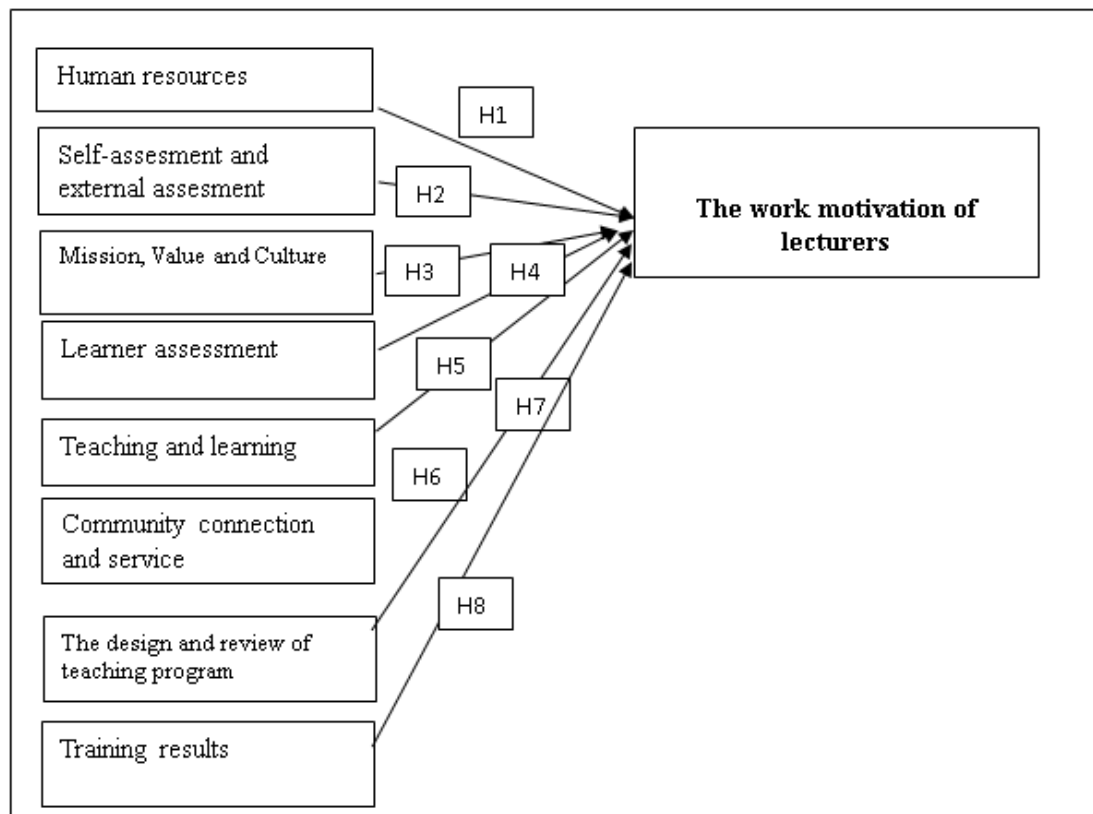 Human resources
H1
Self-assesment and
external assesment
H2
The work motivation of
lecturers
Mission, Value and Culture
H3
H4
Learner assessment
H5
H7
Teaching and learning
H6
Community connection
and service
H8
The design and review of
teaching program
Training results